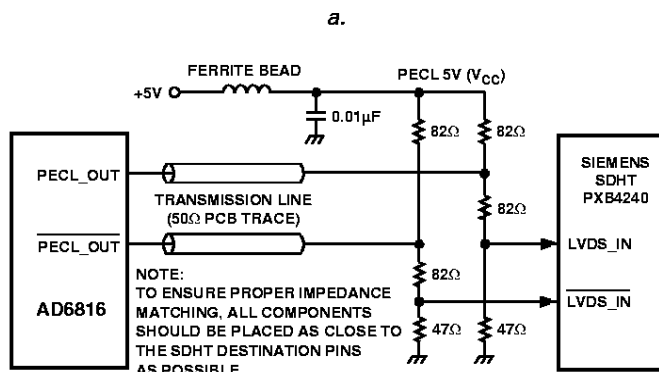 a.
FERRITE BEAD
PECL 5V (VCC)
+5V
0.01µF
82Ω
82Ω
SIEMENS
SDHT
PXB4240
PECL_OUT
TRANSMISSION LINE
(50Ω PCB TRACE)
82Ω
LVDS_IN
PECL_OUT
NOTE:
TO ENSURE PROPER IMPEDANCE
MATCHING, ALL COMPONENTS
SHOULD BE PLACED AS CLOSE TO
THE SDHT DESTINATION PINS
AS POSSIBLE
82Ω
LVDS_IN
AD6816
47Ω
47Ω